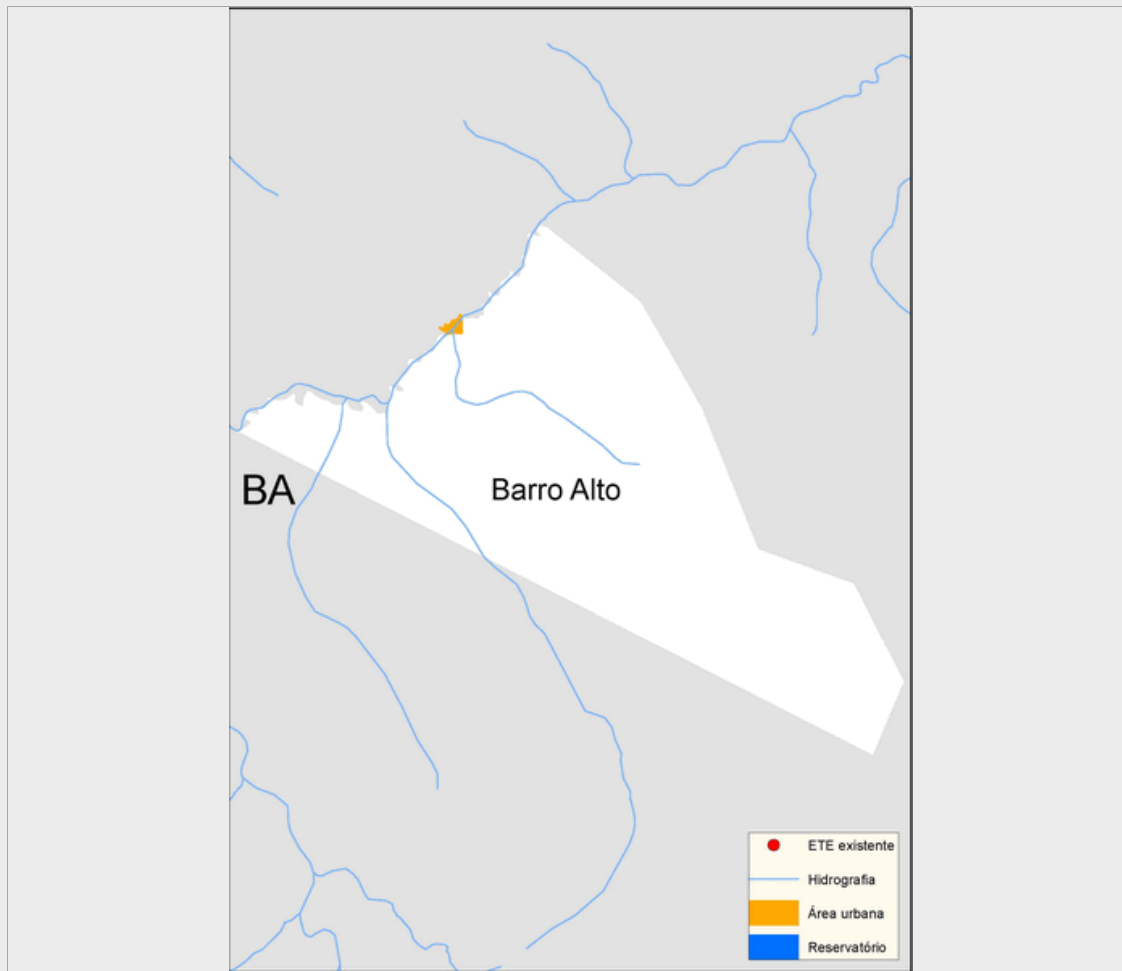 BA
Barro Alto
ETE existente
Hidrografia
Área urbana
Reservatório